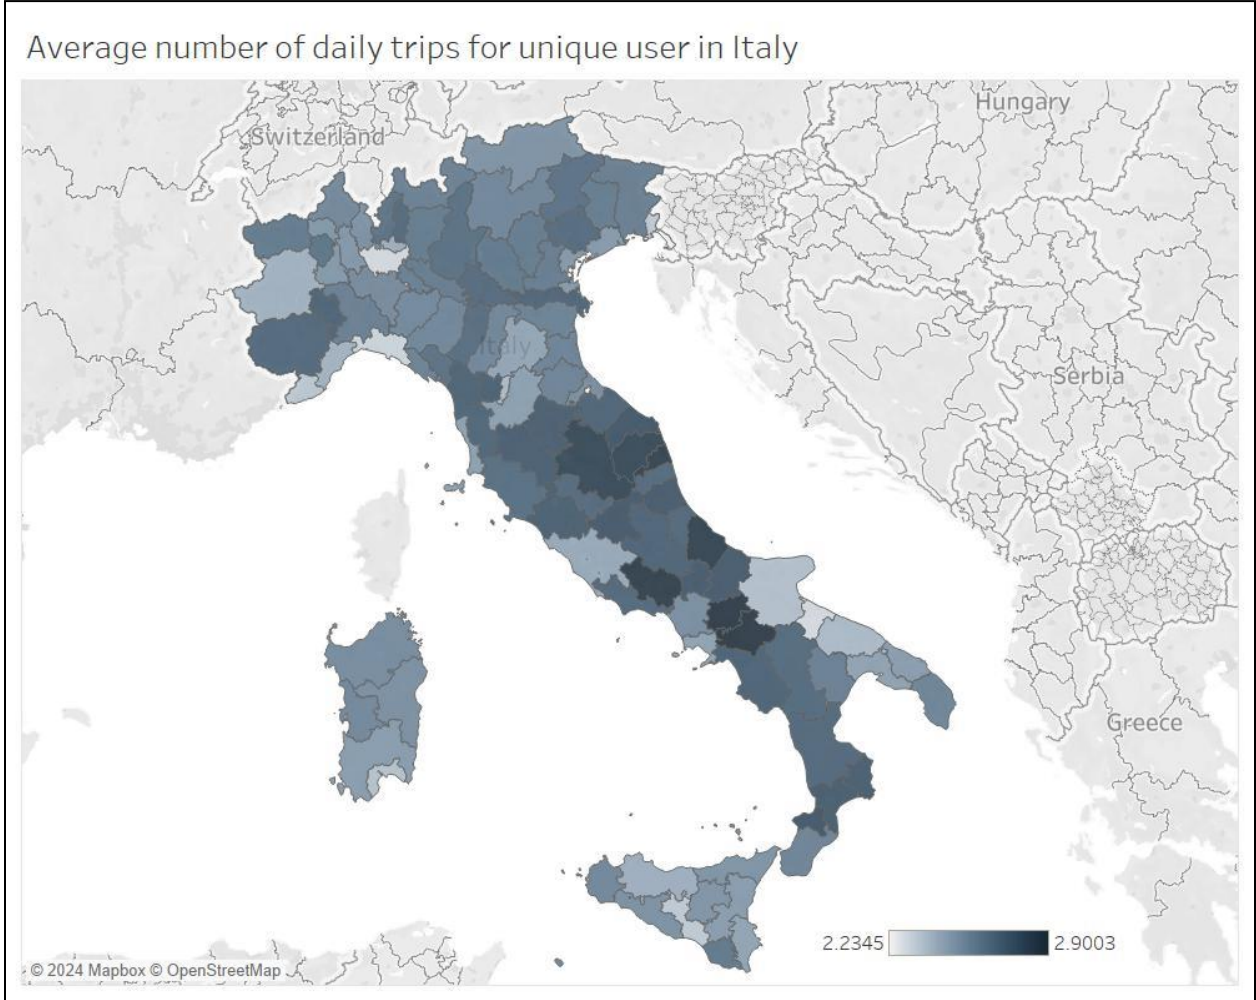 Average number of daily trips for unique user in Italy
Hungary
Switzerland
Italy
Serbia
Greece
2.2345 2.9003
© 2024 Mapbox © OpenStreetMap